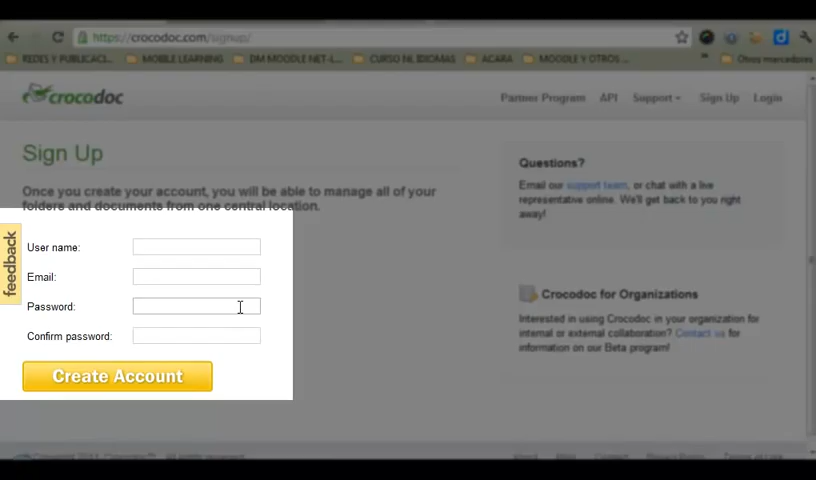 https://crocodoc.com/signup/
REDES Y PUBLICACI... MOBILE LEARNING DM MOODLE NET-L... CURSO NL IDIOMAS ACARA MOODLE Y OTROS ... Otros marcadores
crocodoc Partner Program API Support Sign Up Login
Sign Up
Once you create your account, you will be able to manage all of your
folders and documents from one central location.
feedback
User name:
Email:
Password:
Confirm password:
Create Account
Questions?
Email our support team, or chat with a live
representative online. We'll get back to you right
away!
Crocodoc for Organizations
Interested in using Crocodoc in your organization for
internal or external collaboration? Contact us for
information on our Beta program!